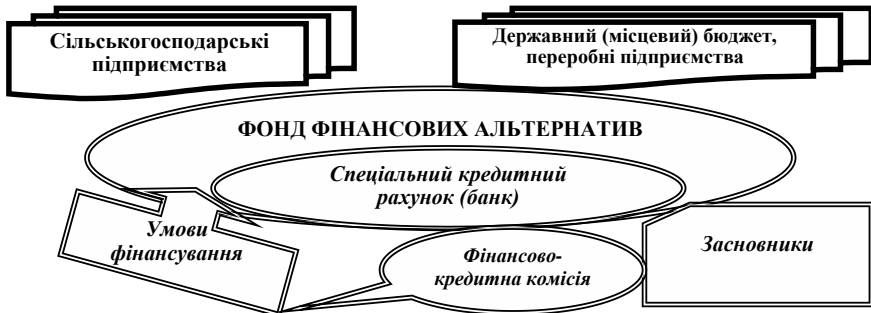 Сільськогосподарські
підприємства
Державний (місцевий) бюджет,
переробні підприємства
ФОНД ФІНАНСОВИХ АЛЬТЕРНАТИВ
Спеціальний кредитний
рахунок (банк)
Умови
фінансування
Фінансово-
кредитна комісія
Засновники